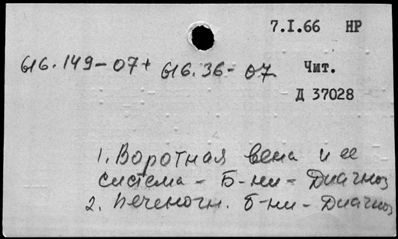 7.I.66 НР
616.149-07+ 616.36-07
Чит.
Д 37028
1. Воротная вена и ее
система - Б-ни - Диагноз
2. Печеночн. б-ни - Диагноз